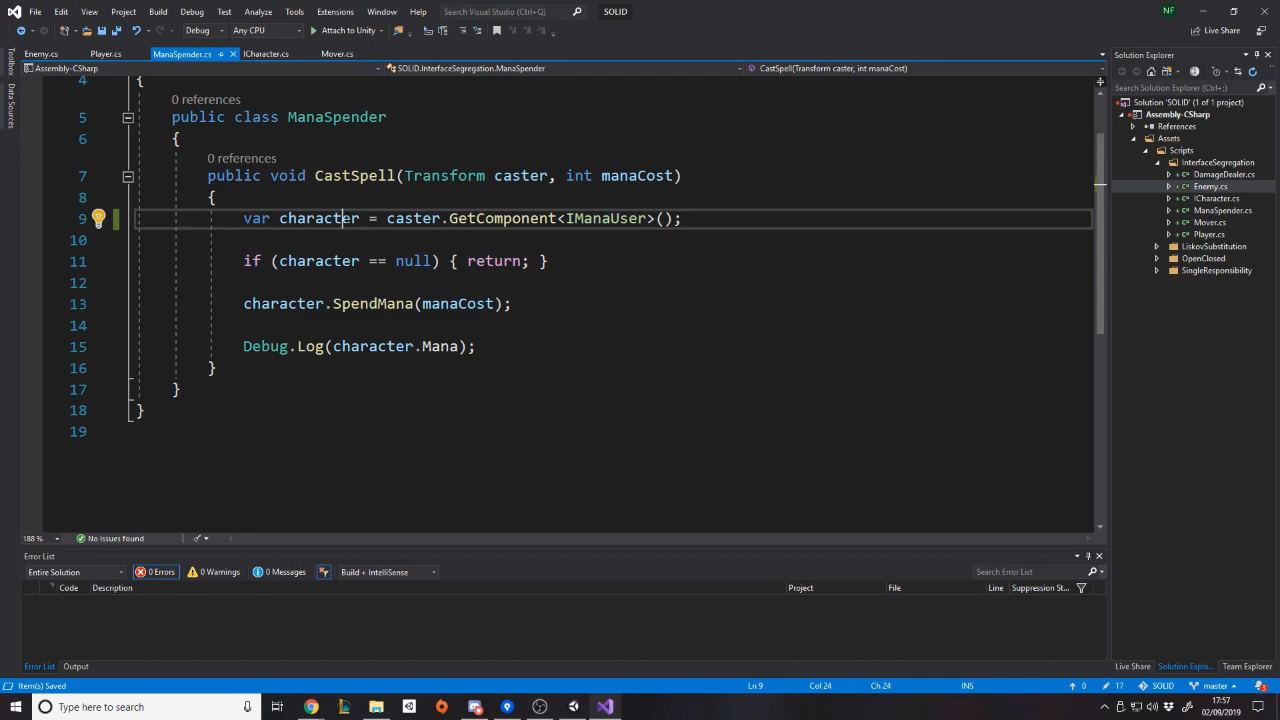 File Edit View Project Build Debug Test Analyze Tools Extensions Window Help Search Visual Studio SOLID NF
Debug Any CPU Attach to Unity Live Share
Enemy.cs Player.cs ManaSpender.cs ICharacter.cs Mover.cs
Assembly-CSharp SOLID.InterfaceSegregation.ManaSpender CastSpell(Transform caster, int manaCost)
4 {
0 references
5 public class ManaSpender
6 {
0 references
7 public void CastSpell(Transform caster, int manaCost)
8 {
9 var character = caster.GetComponent<IManaUser>();
10
11 if (character == null) { return; }
12
13 character.SpendMana(manaCost);
14
15 Debug.Log(character.Mana);
16 }
17 }
18 }
19
188 % No issues found
Toolbox
Data Sources
Solution Explorer
Search Solution Explorer (Ctrl+;)
Solution 'SOLID' (1 of 1 project)
Assembly-CSharp
References
Assets
Scripts
InterfaceSegregation
DamageDealer.cs
Enemy.cs
ICharacter.cs
ManaSpender.cs
Mover.cs
Player.cs
LiskovSubstitution
OpenClosed
SingleResponsibility
Error List
Entire Solution 0 Errors 0 Warnings 0 Messages Build + IntelliSense Search Error List
Code Description Project File Line Suppression St...
Error List Output
Live Share Solution Explo... Team Explorer
Item(s) Saved Ln 9 Col 24 Ch 24 INS 0 17 SOLID master 3
Type here to search
17:57
02/09/2019